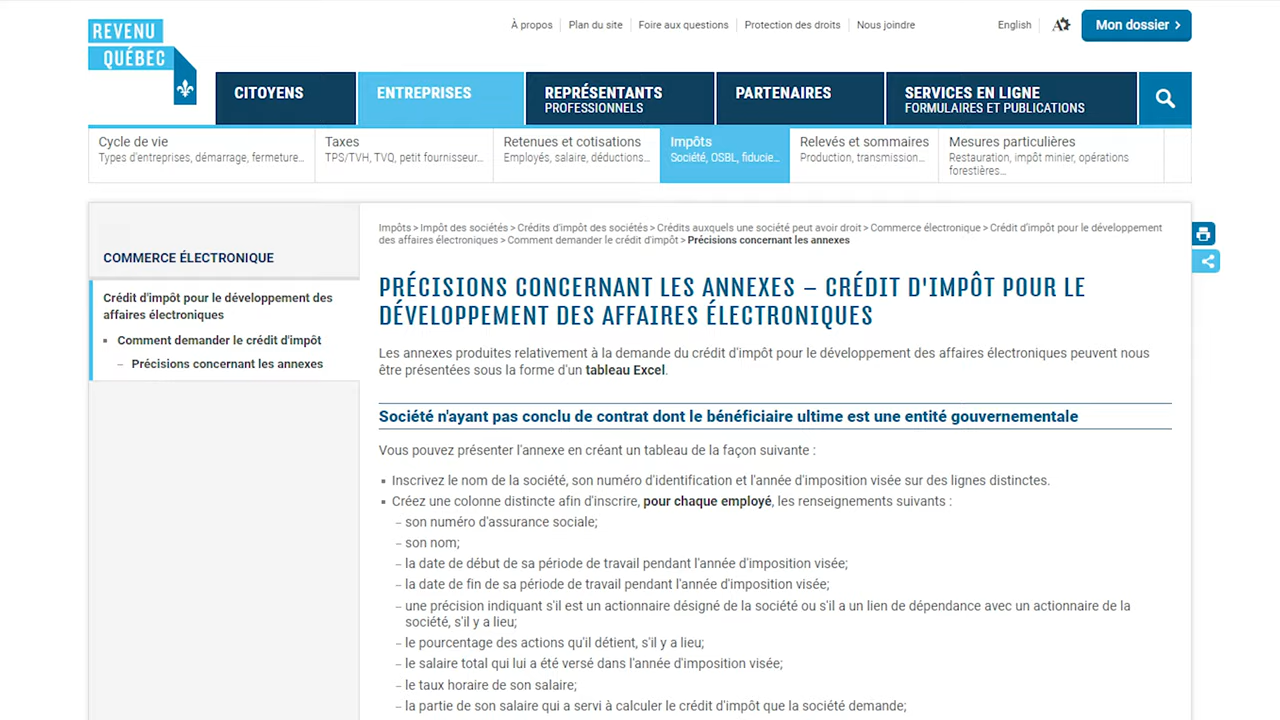 REVENU
QUÉBEC
À propos
Plan du site
Foire aux questions
Protection des droits
Nous joindre
English
Mon dossier
CITOYENS
ENTREPRISES
REPRÉSENTANTS
PROFESSIONNELS
PARTENAIRES
SERVICES EN LIGNE
FORMULAIRES ET PUBLICATIONS
Cycle de vie
Types d'entreprises, démarrage, fermeture...
Taxes
TPS/TVH, TVQ, petit fournisseur...
Retenues et cotisations
Employés, salaire, déductions...
Impôts
Société, OSBL, fiducie...
Relevés et sommaires
Production, transmission...
Mesures particulières
Restauration, impôt minier, opérations
forestières...
COMMERCE ÉLECTRONIQUE
Crédit d'impôt pour le développement des
affaires électroniques
Comment demander le crédit d'impôt
– Précisions concernant les annexes
Impôts > Impôt des sociétés > Crédits d'impôt des sociétés > Crédits auxquels une société peut avoir droit > Commerce électronique > Crédit d'impôt pour le développement
des affaires électroniques > Comment demander le crédit d'impôt > Précisions concernant les annexes
PRÉCISIONS CONCERNANT LES ANNEXES – CRÉDIT D'IMPÔT POUR LE
DÉVELOPPEMENT DES AFFAIRES ÉLECTRONIQUES
Les annexes produites relativement à la demande du crédit d'impôt pour le développement des affaires électroniques peuvent nous
être présentées sous la forme d'un tableau Excel.
Société n'ayant pas conclu de contrat dont le bénéficiaire ultime est une entité gouvernementale
Vous pouvez présenter l'annexe en créant un tableau de la façon suivante :
Inscrivez le nom de la société, son numéro d'identification et l'année d'imposition visée sur des lignes distinctes.
Créez une colonne distincte afin d'inscrire, pour chaque employé, les renseignements suivants :
– son numéro d'assurance sociale;
– son nom;
– la date de début de sa période de travail pendant l'année d'imposition visée;
– la date de fin de sa période de travail pendant l'année d'imposition visée;
– une précision indiquant s'il est un actionnaire désigné de la société ou s'il a un lien de dépendance avec un actionnaire de la
société, s'il y a lieu;
– le pourcentage des actions qu'il détient, s'il y a lieu;
– le salaire total qui lui a été versé dans l'année d'imposition visée;
– le taux horaire de son salaire;
– la partie de son salaire qui a servi à calculer le crédit d'impôt que la société demande;